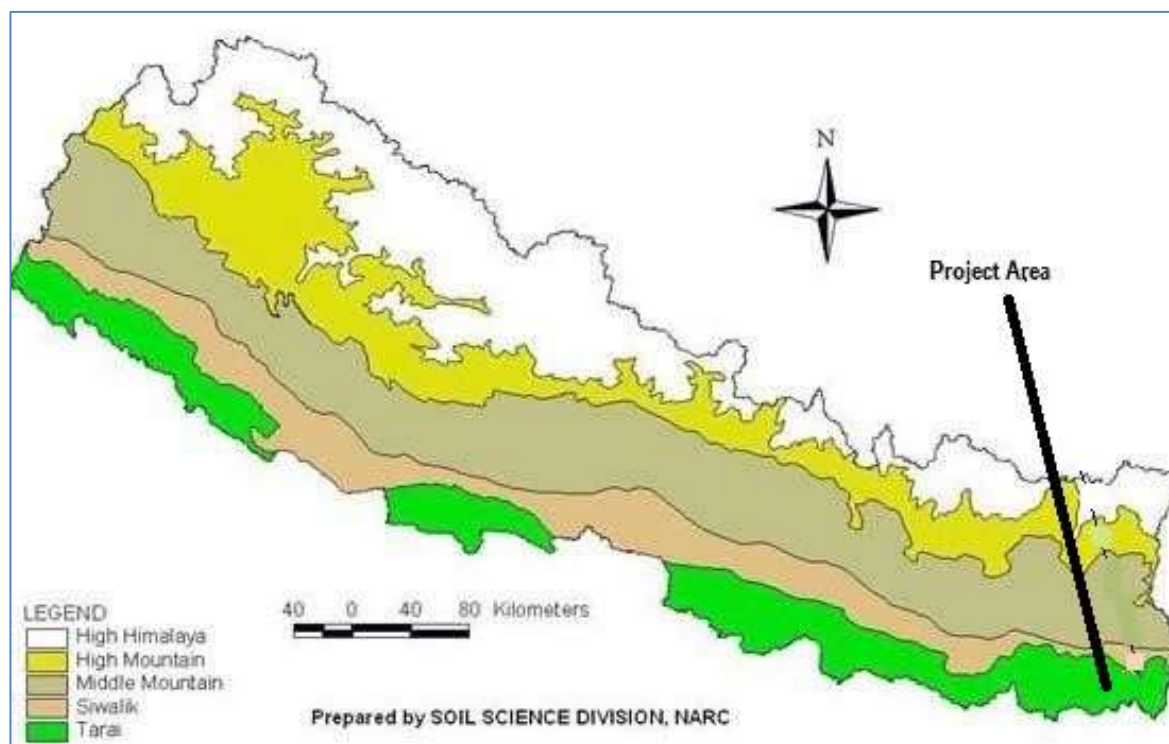 N
Project Area
LEGEND
High Himalaya
High Mountain
Middle Mountain
Siwalik
Tarai
40 0 40 80 Kilometers
Prepared by SOIL SCIENCE DIVISION, NARC